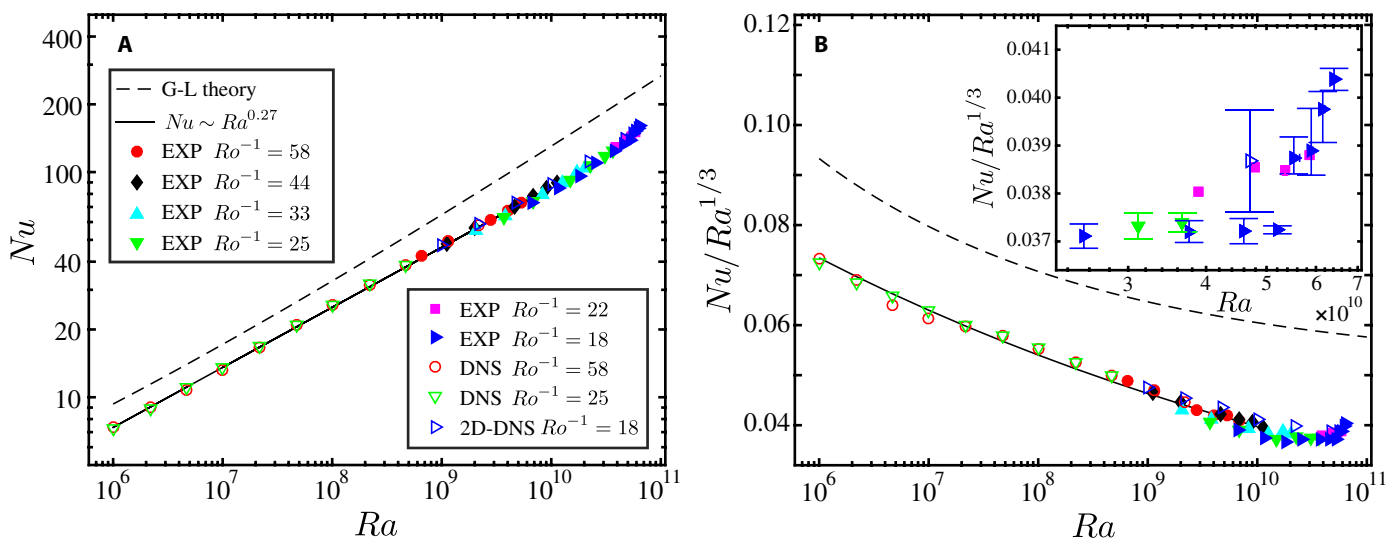 A
400
200
100
40
20
10
Nu
G-L theory
Nu ∼ Ra^0.27
EXP Ro^−1 = 58
EXP Ro^−1 = 44
EXP Ro^−1 = 33
EXP Ro^−1 = 25
EXP Ro^−1 = 22
EXP Ro^−1 = 18
DNS Ro^−1 = 58
DNS Ro^−1 = 25
2D-DNS Ro^−1 = 18
10^6 10^7 10^8 10^9 10^10 10^11
Ra
B
0.12
0.10
0.08
0.06
0.04
Nu/Ra^1/3
0.041
0.040
0.039
0.038
0.037
Nu/Ra^1/3
3 4 5 6 7
Ra
×10^10
10^6 10^7 10^8 10^9 10^10 10^11
Ra